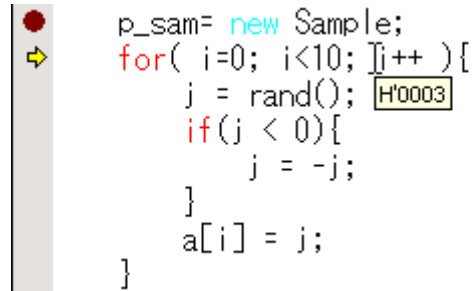 p_sam= new Sample;
for( i=0; i<10; i++ ){
j = rand(); H'0003
if(j < 0){
j = -j;
}
a[i] = j;
}